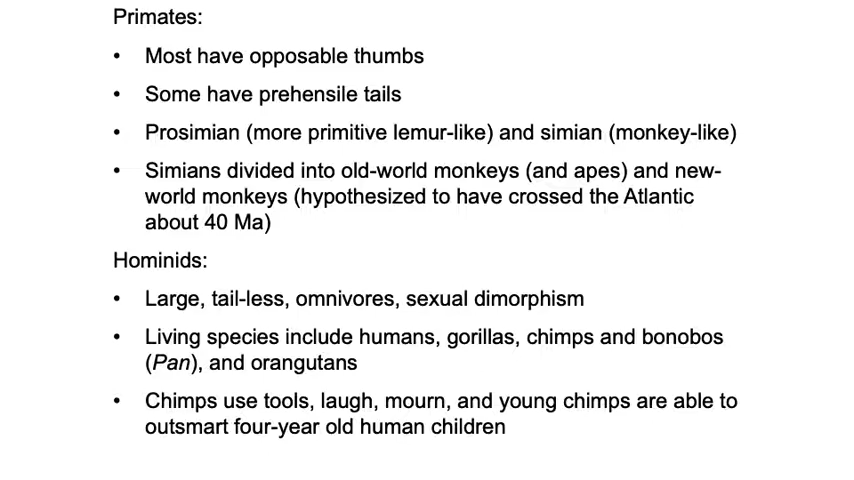 Primates:
• Most have opposable thumbs
• Some have prehensile tails
• Prosimian (more primitive lemur-like) and simian (monkey-like)
• Simians divided into old-world monkeys (and apes) and new-
world monkeys (hypothesized to have crossed the Atlantic
about 40 Ma)
Hominids:
• Large, tail-less, omnivores, sexual dimorphism
• Living species include humans, gorillas, chimps and bonobos
(Pan), and orangutans
• Chimps use tools, laugh, mourn, and young chimps are able to
outsmart four-year old human children